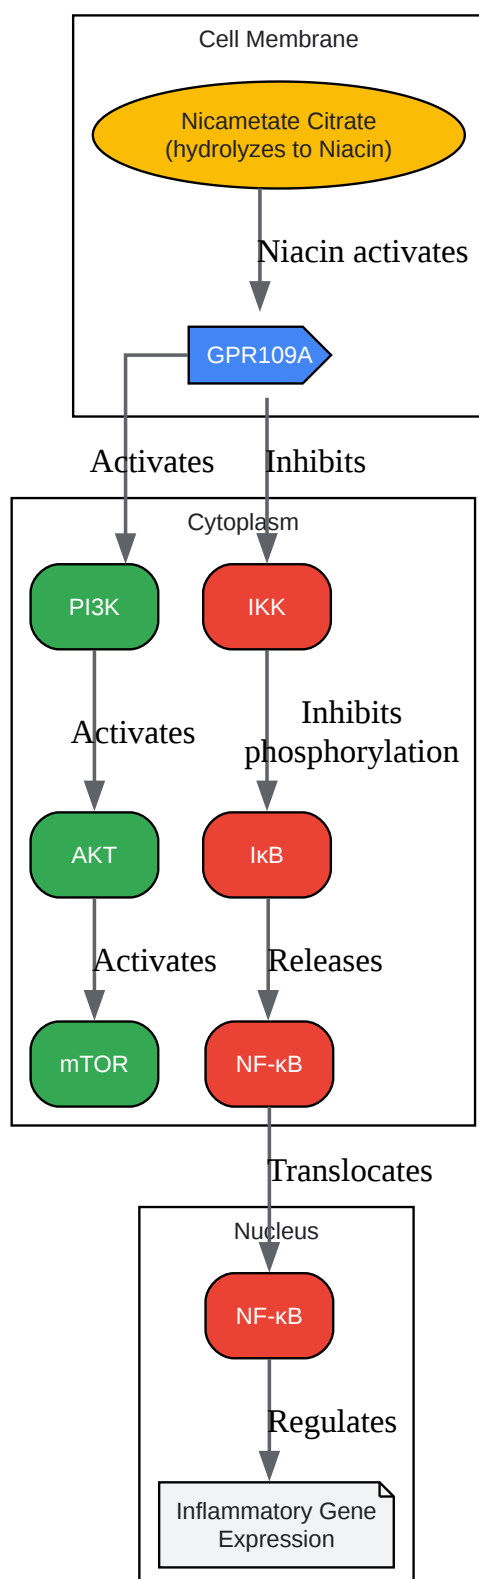 Cell Membrane
Nicametate Citrate
(hydrolyzes to Niacin)
Niacin activates
GPR109A
Activates
Inhibits
Cytoplasm
PI3K
IKK
Activates
Inhibits
phosphorylation
AKT
IκB
Activates
Releases
mTOR
NF-κB
Translocates
Nucleus
NF-κB
Regulates
Inflammatory Gene
Expression